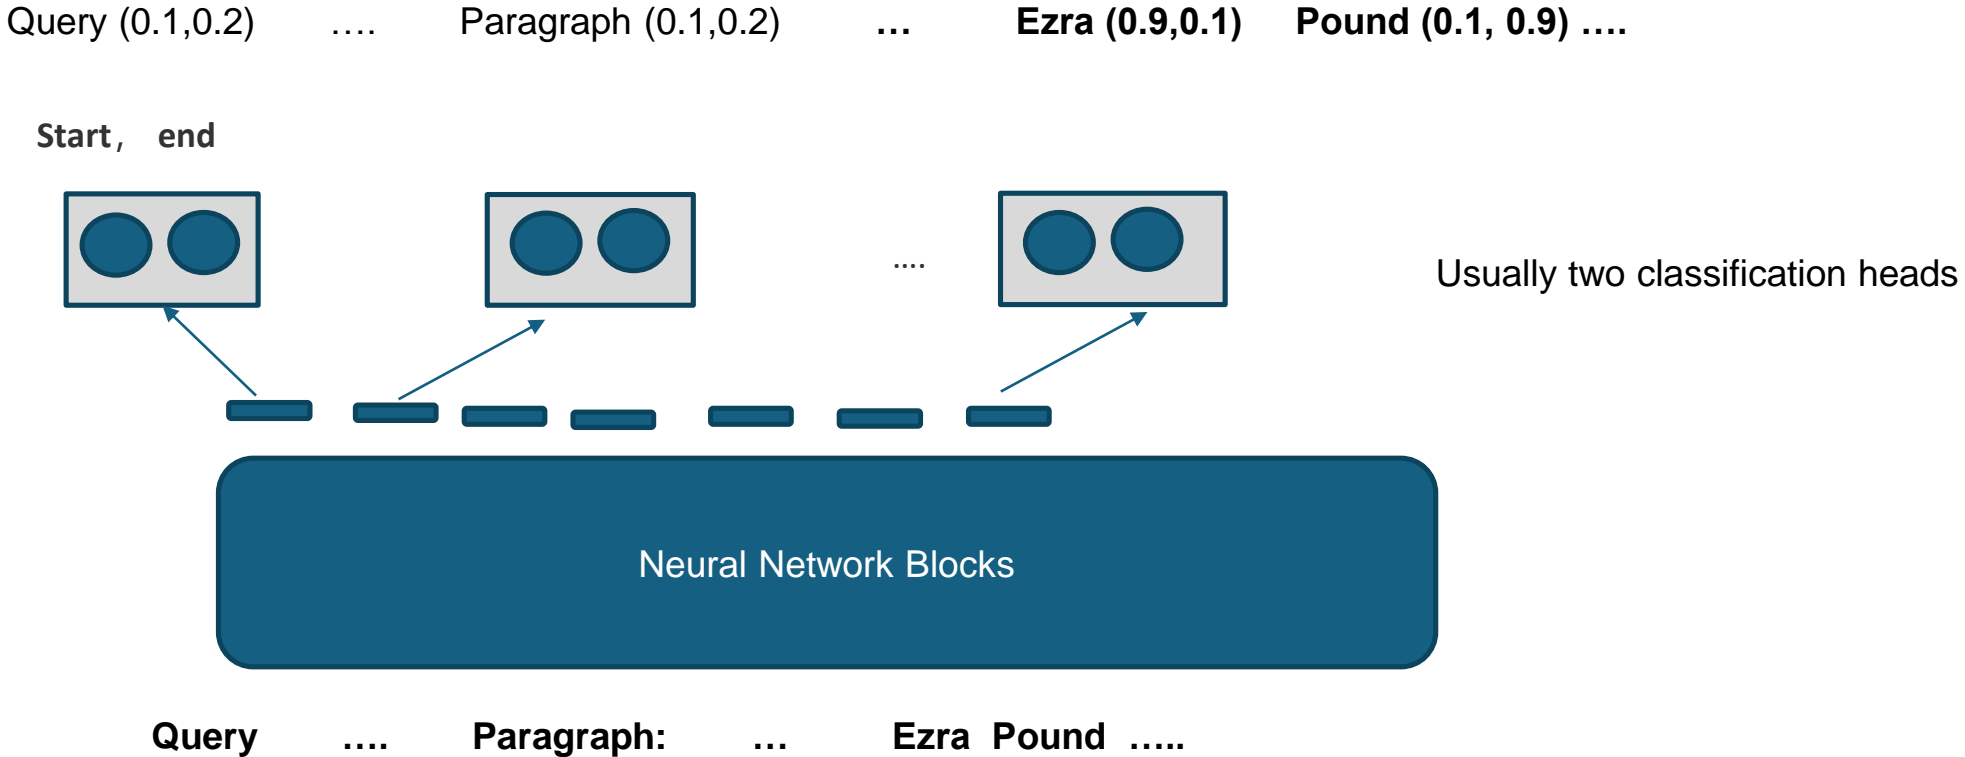 Query (0.1,0.2) …. Paragraph (0.1,0.2) … Ezra (0.9,0.1) Pound (0.1, 0.9) ….
Start, end
….
Usually two classification heads
Neural Network Blocks
Query …. Paragraph: … Ezra Pound …..